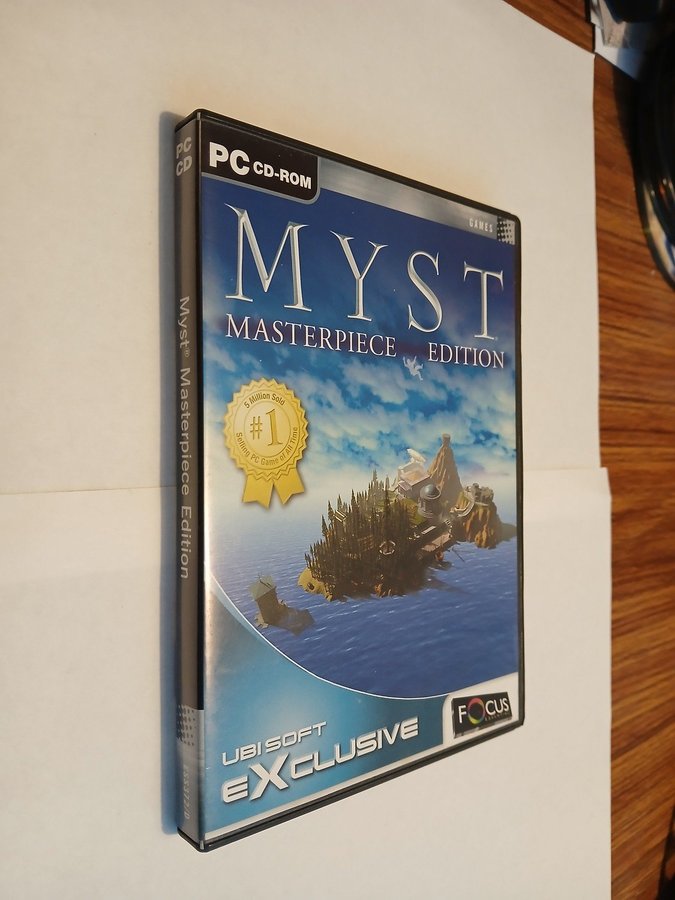 PC CD-ROM
GAMES
MYST
MASTERPIECE EDITION
5 Million Sold
#1
Selling PC Game of All Time
UBI SOFT
eXCLUSIVE
FOCUS
PC
CD
Myst® Masterpiece Edition